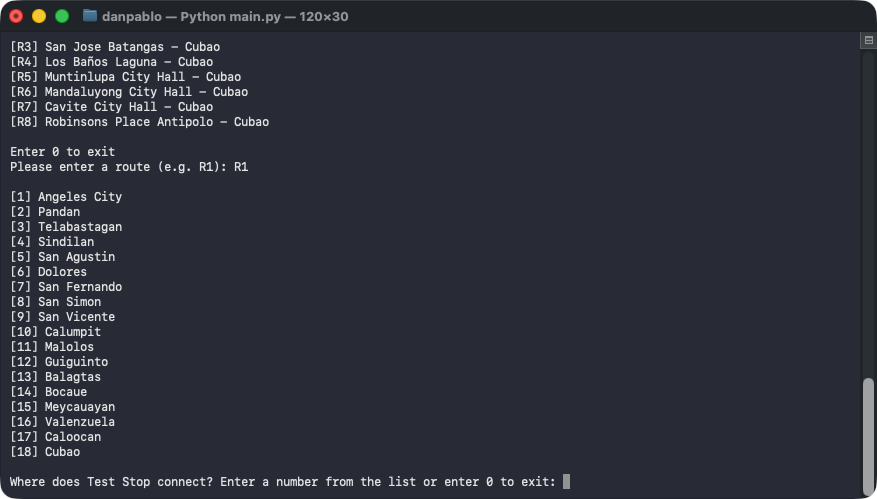 danpablo — Python main.py — 120×30
[R3] San Jose Batangas – Cubao
[R4] Los Baños Laguna – Cubao
[R5] Muntinlupa City Hall – Cubao
[R6] Mandaluyong City Hall – Cubao
[R7] Cavite City Hall – Cubao
[R8] Robinsons Place Antipolo – Cubao
Enter 0 to exit
Please enter a route (e.g. R1): R1
[1] Angeles City
[2] Pandan
[3] Telabastagan
[4] Sindilan
[5] San Agustin
[6] Dolores
[7] San Fernando
[8] San Simon
[9] San Vicente
[10] Calumpit
[11] Malolos
[12] Guiguinto
[13] Balagtas
[14] Bocaue
[15] Meycauayan
[16] Valenzuela
[17] Caloocan
[18] Cubao
Where does Test Stop connect? Enter a number from the list or enter 0 to exit: